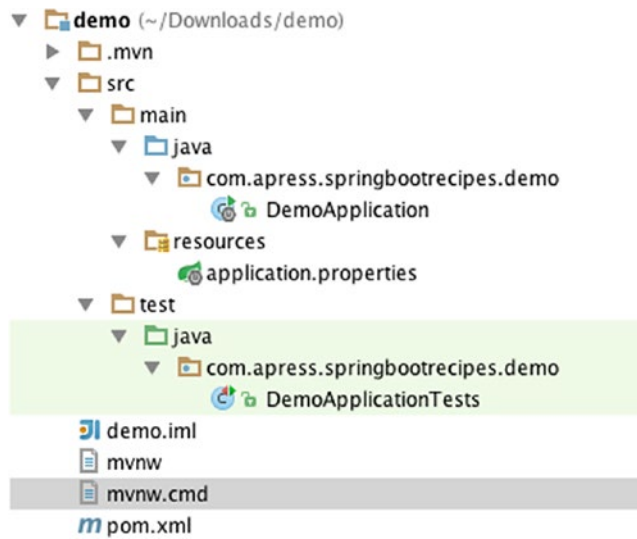 demo (~/Downloads/demo)
.mvn
src
main
java
com.apress.springbootrecipes.demo
DemoApplication
resources
application.properties
test
java
com.apress.springbootrecipes.demo
DemoApplicationTests
demo.iml
mvnw
mvnw.cmd
pom.xml